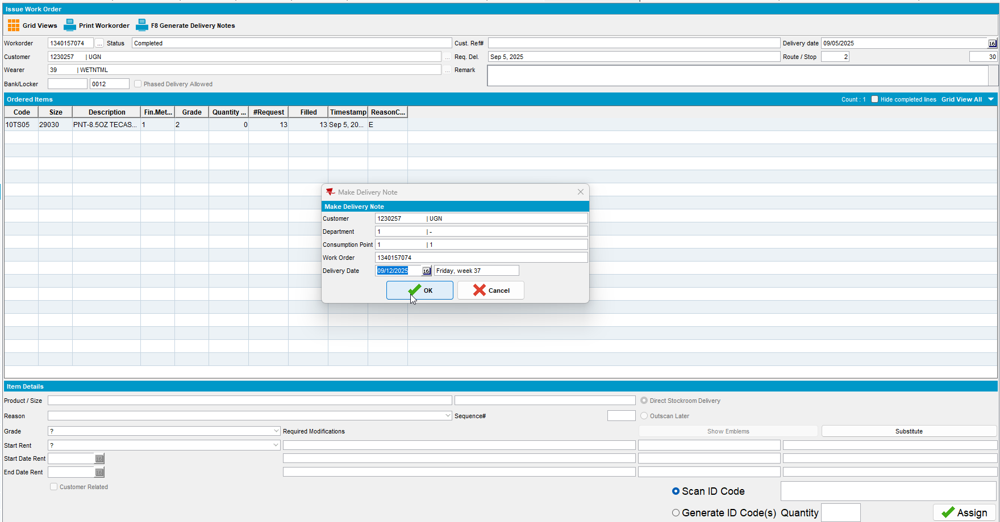 Issue Work Order
Grid Views Print Workorder F8 Generate Delivery Notes
Workorder 1340157074 ... Status Completed Cust. Ref# Delivery date 09/05/2025 16
Customer 1230257 | UGN ... Req. Del. Sep 5, 2025 Route / Stop 2 30
Wearer 39 | WETNTML ... Remark
Bank/Locker 0012 Phased Delivery Allowed
Ordered Items Count : 1 Hide completed lines Grid View All
Code Size Description Fin.Met... Grade Quantity ... #Request Filled Timestamp ReasonC...
10TS05 29030 PNT-8.5OZ TECAS... 1 2 0 13 13 Sep 5, 20... E
Make Delivery Note
Make Delivery Note
Customer 1230257 | UGN
Department 1 | -
Consumption Point 1 | 1
Work Order 1340157074
Delivery Date 09/12/2025 16 Friday, week 37
OK Cancel
Item Details
Product / Size Direct Stockroom Delivery
Reason Sequence# Outscan Later
Grade ? Required Modifications Show Emblems Substitute
Start Rent ?
Start Date Rent 16
End Date Rent 16
Customer Related
Scan ID Code
Generate ID Code(s) Quantity Assign